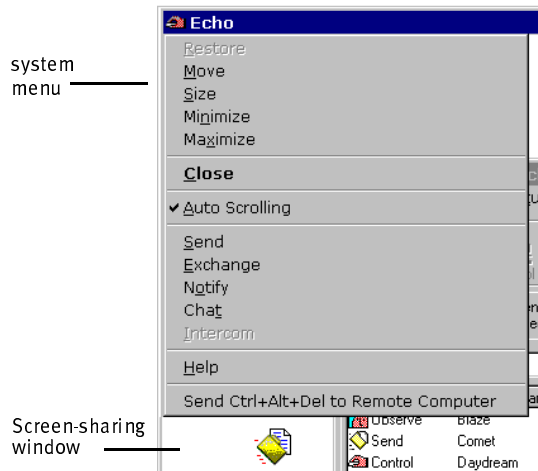 Echo
system
menu
Restore
Move
Size
Minimize
Maximize
Close
Auto Scrolling
Send
Exchange
Notify
Chat
Intercom
Help
Send Ctrl+Alt+Del to Remote Computer
Screen-sharing
window
Observe Blaze
Send Comet
Control Daydream